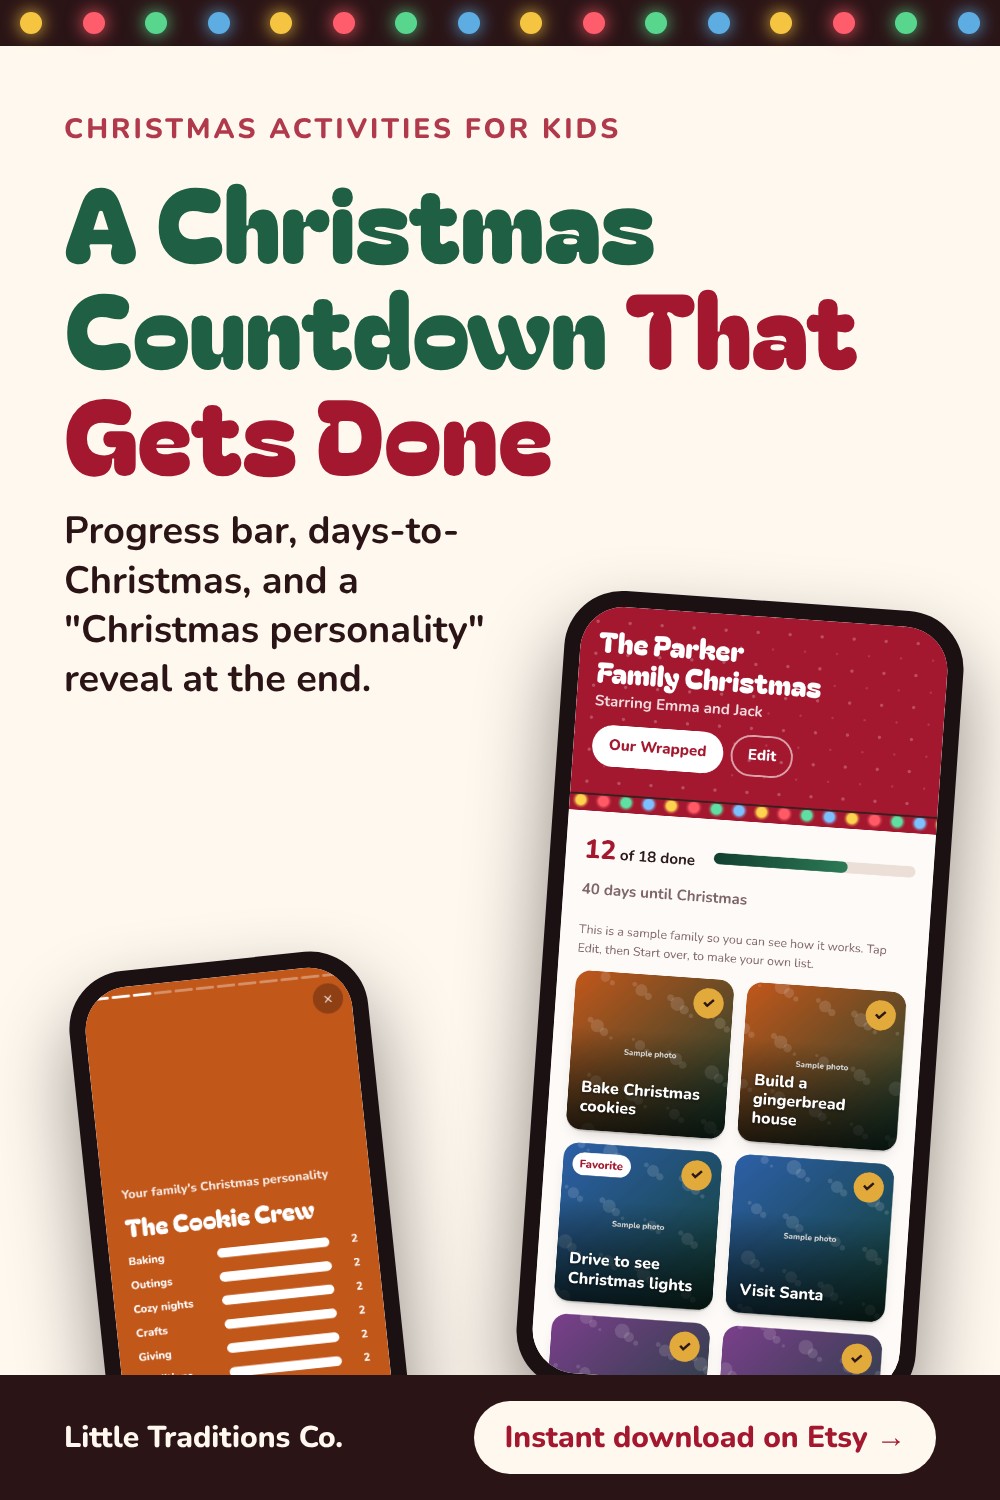 CHRISTMAS ACTIVITIES FOR KIDS
A Christmas
Countdown That
Gets Done
Progress bar, days-to-
Christmas, and a
"Christmas personality"
reveal at the end.
The Parker
Family Christmas
Starring Emma and Jack
Our Wrapped
Edit
12 of 18 done
40 days until Christmas
This is a sample family so you can see how it works. Tap
Edit, then Start over, to make your own list.
Sample photo
Bake Christmas
cookies
Sample photo
Build a
gingerbread
house
Favorite
Sample photo
Drive to see
Christmas lights
Sample photo
Visit Santa
Your family's Christmas personality
The Cookie Crew
Baking 2
Outings 2
Cozy nights 2
Crafts 2
Giving 2
2
Little Traditions Co.
Instant download on Etsy →